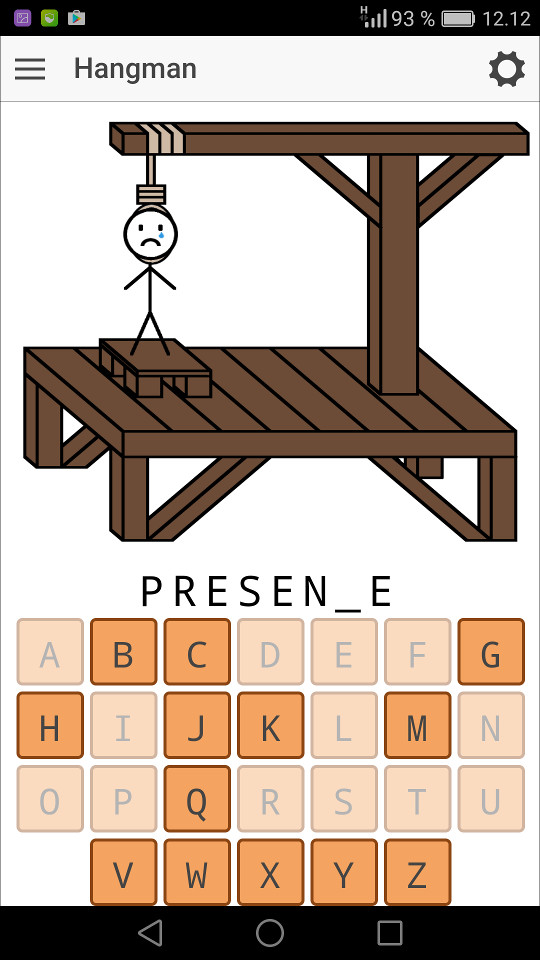 H 93 % 12.12
Hangman
PRESEN_E
A B C D E F G
H I J K L M N
O P Q R S T U
V W X Y Z